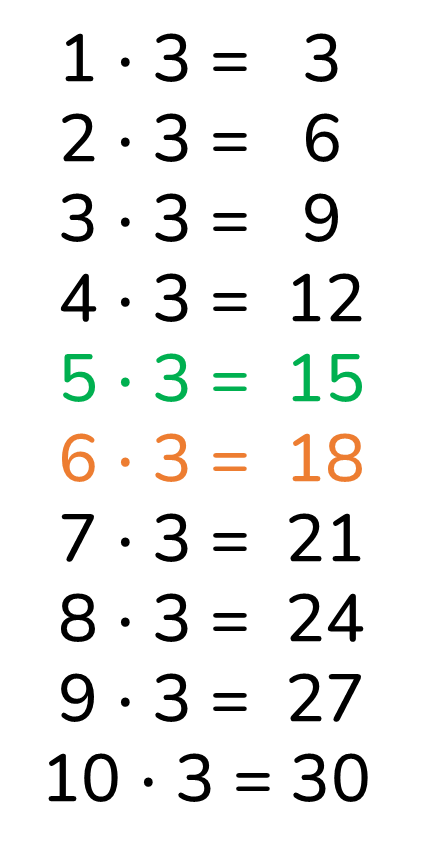 1 · 3 = 3
2 · 3 = 6
3 · 3 = 9
4 · 3 = 12
5 · 3 = 15
6 · 3 = 18
7 · 3 = 21
8 · 3 = 24
9 · 3 = 27
10 · 3 = 30